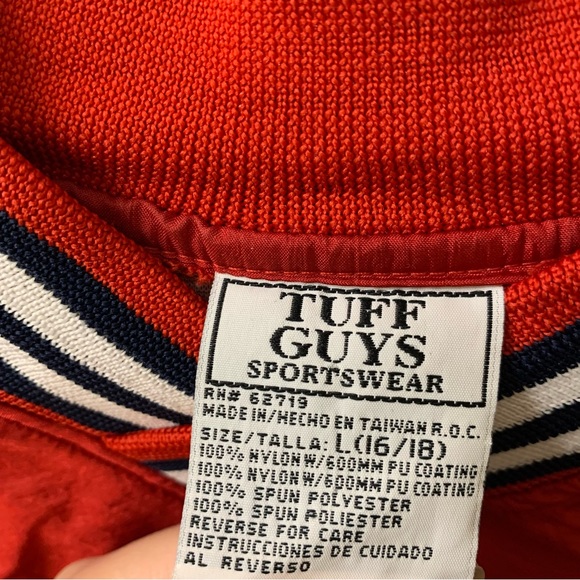 TUFF
GUYS
SPORTSWEAR
RN# 62719
MADE IN/HECHO EN TAIWAN R.O.C.
SIZE/TALLA: L(16/18)
100% NYLON W/600MM PU COATING
100% NYLON W/600MM PU COATING
100% SPUN POLYESTER
100% SPUN POLIESTER
REVERSE FOR CARE
INSTRUCCIONES DE CUIDADO
AL REVERSO